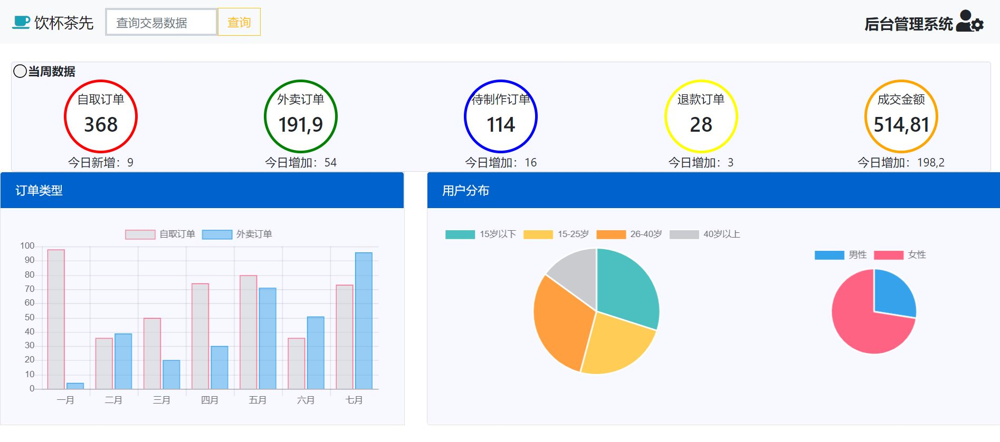 饮杯茶先 查询交易数据 查询 后台管理系统
当周数据
自取订单
368
今日新增：9
外卖订单
191,9
今日增加：54
待制作订单
114
今日增加：16
退款订单
28
今日增加：3
成交金额
514,81
今日增加：198,2
订单类型
自取订单 外卖订单
100
90
80
70
60
50
40
30
20
10
0
一月 二月 三月 四月 五月 六月 七月
用户分布
15岁以下 15-25岁 26-40岁 40岁以上
男性 女性